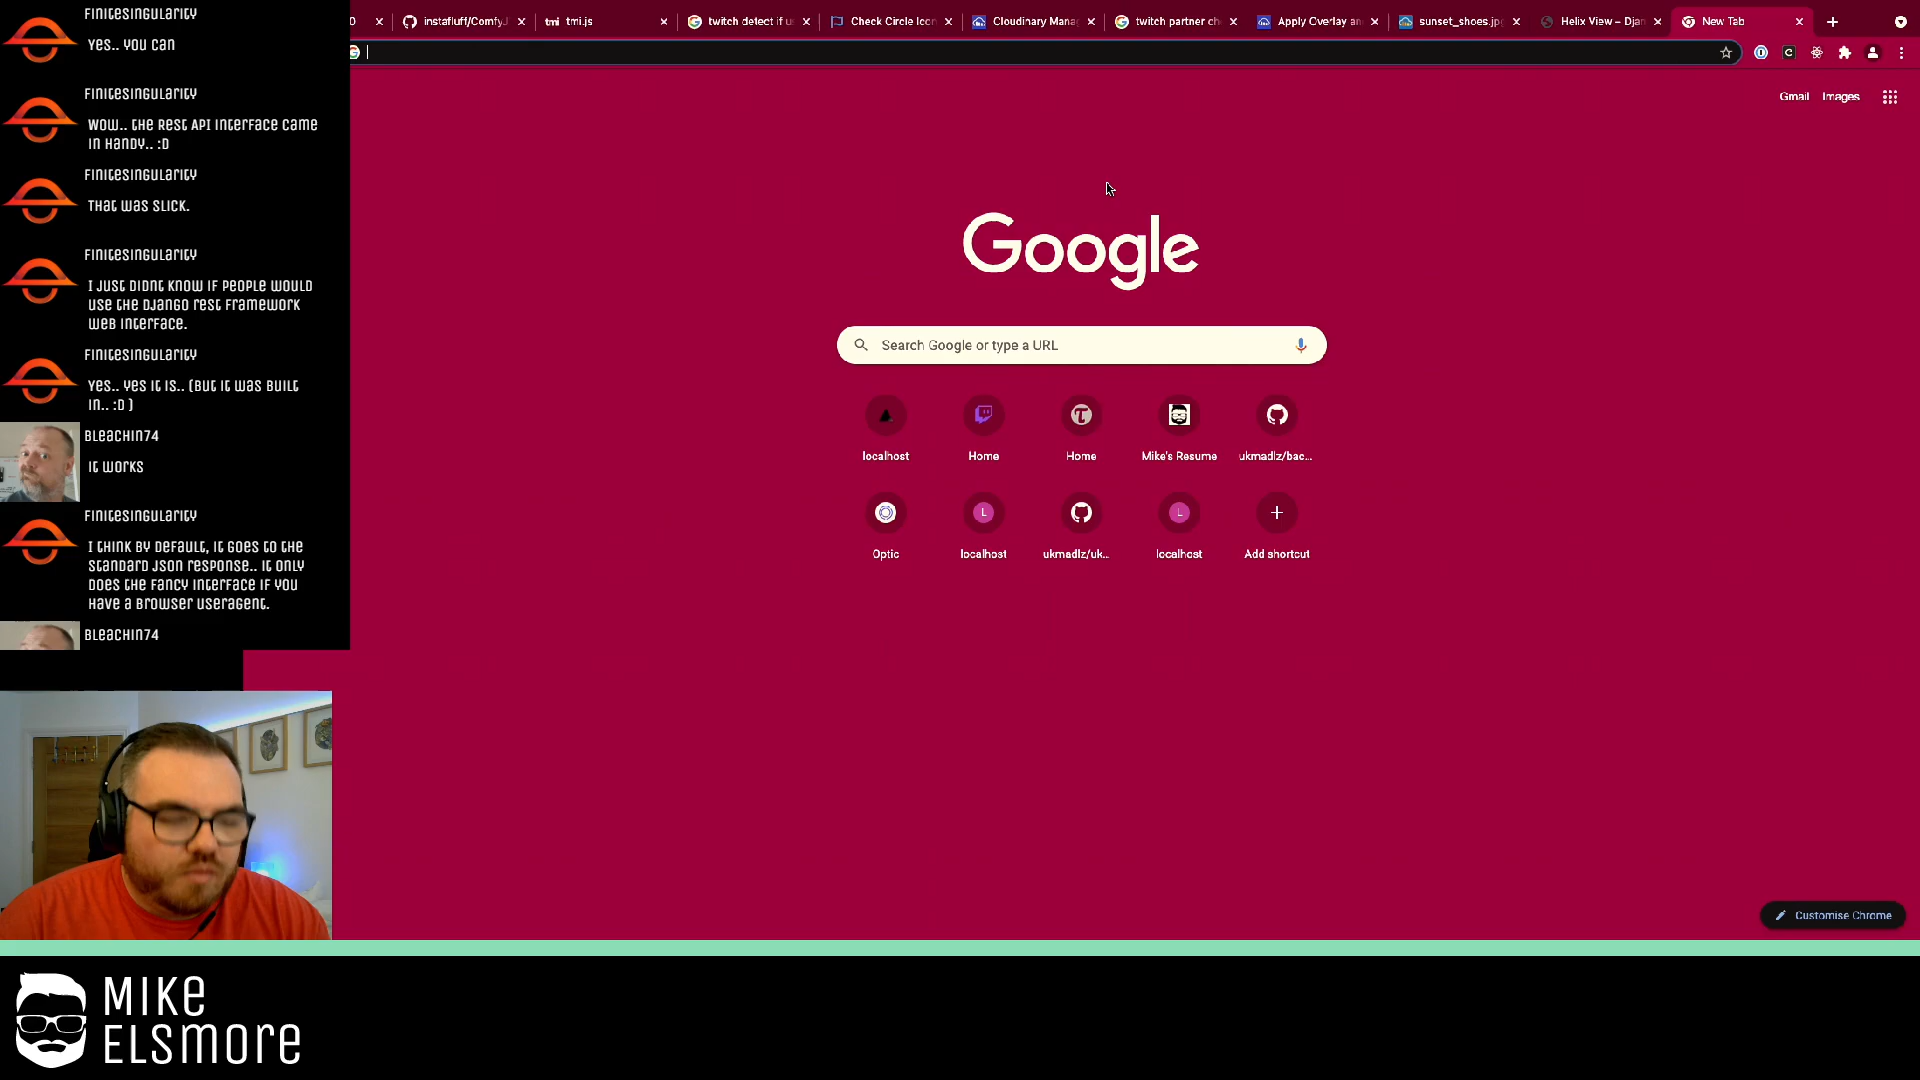 Finitesingularity
Yes.. you can
Finitesingularity
Wow.. the Rest API interface came
in handy.. :D
Finitesingularity
That was slick.
Finitesingularity
I just didnt know if people would
use the django rest framework
web interface.
Finitesingularity
Yes.. yes it is.. (but it was built
in.. :D )
Bleachin74
it works
Finitesingularity
I think by default, it goes to the
standard json response.. it only
does the fancy interface if you
have a browser useragent.
Bleachin74
instafluff/ComfyJ
tmi tmi.js
twitch detect if us
Check Circle Icon
Cloudinary Mana
twitch partner che
Apply Overlay an
sunset_shoes.jpg
Helix View – Djan
New Tab
Gmail Images
Google
Search Google or type a URL
localhost
Home
Home
Mike's Resume
ukmadlz/bac...
Optic
L
localhost
ukmadlz/uk...
L
localhost
Add shortcut
Customise Chrome
Mike
Elsmore